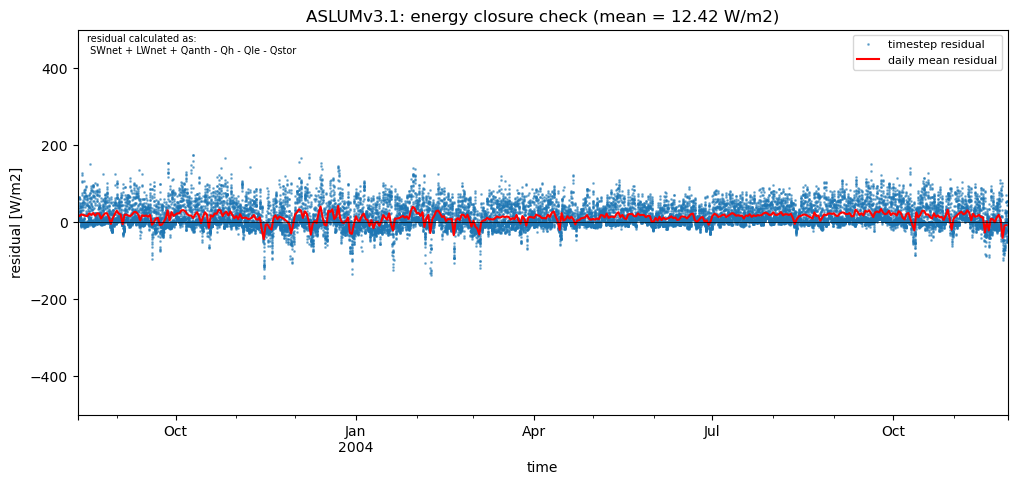 ASLUMv3.1: energy closure check (mean = 12.42 W/m2)
residual calculated as:
SWnet + LWnet + Qanth - Qh - Qle - Qstor
timestep residual
daily mean residual
residual [W/m2]
400
200
0
−200
−400
Oct
Jan
2004
Apr
Jul
Oct
time